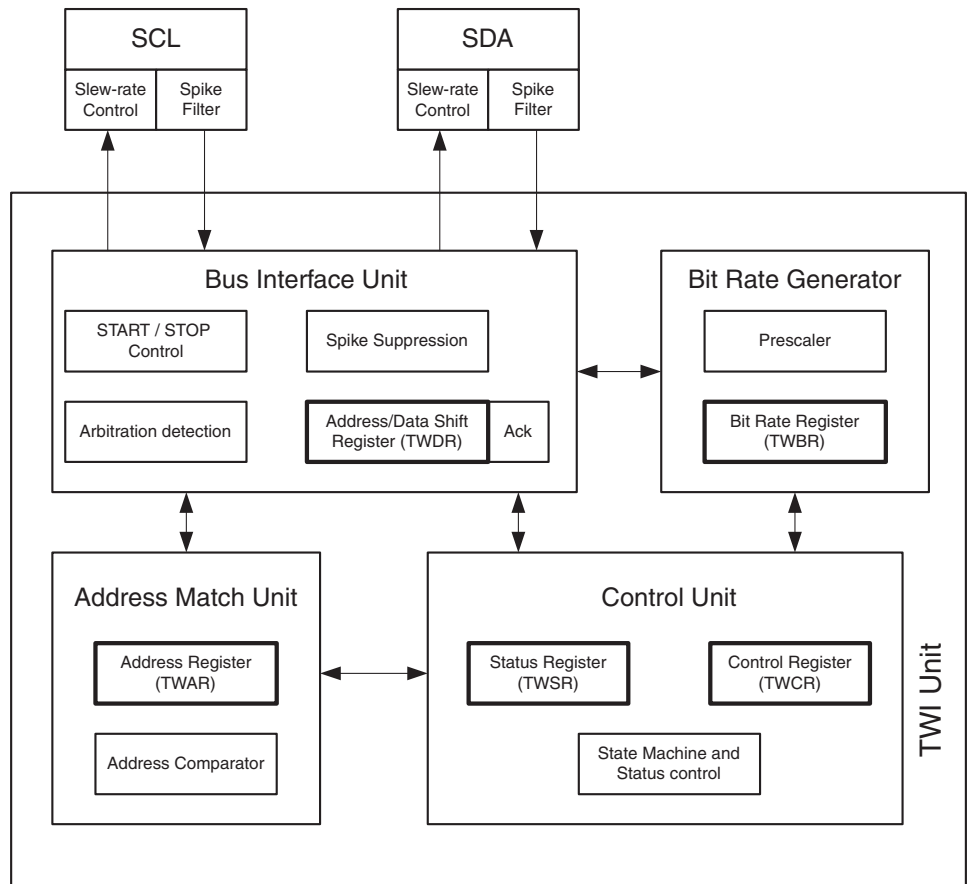 SCL
Slew-rate
Control
Spike
Filter
SDA
Slew-rate
Control
Spike
Filter
Bus Interface Unit
START / STOP
Control
Spike Suppression
Arbitration detection
Address/Data Shift
Register (TWDR)
Ack
Bit Rate Generator
Prescaler
Bit Rate Register
(TWBR)
Address Match Unit
Address Register
(TWAR)
Address Comparator
Control Unit
Status Register
(TWSR)
Control Register
(TWCR)
State Machine and
Status control
TWI Unit